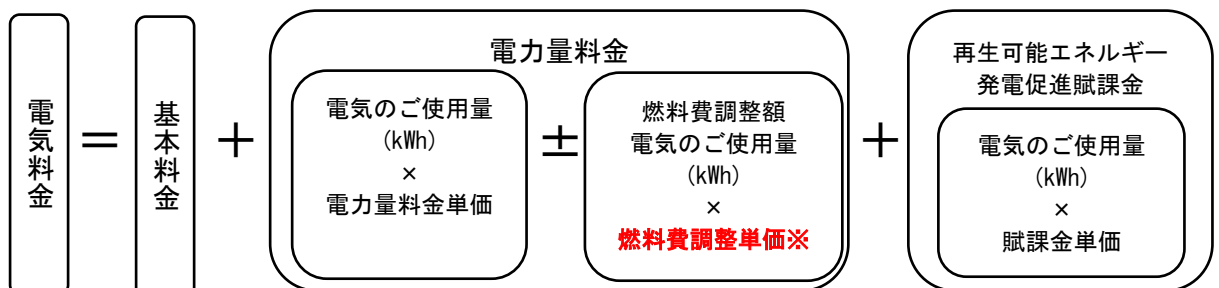 電気料金
＝
基本料金
＋
電力量料金
電気のご使用量
(kWh)
×
電力量料金単価
±
燃料費調整額
電気のご使用量
(kWh)
×
燃料費調整単価※
＋
再生可能エネルギー
発電促進賦課金
電気のご使用量
(kWh)
×
賦課金単価